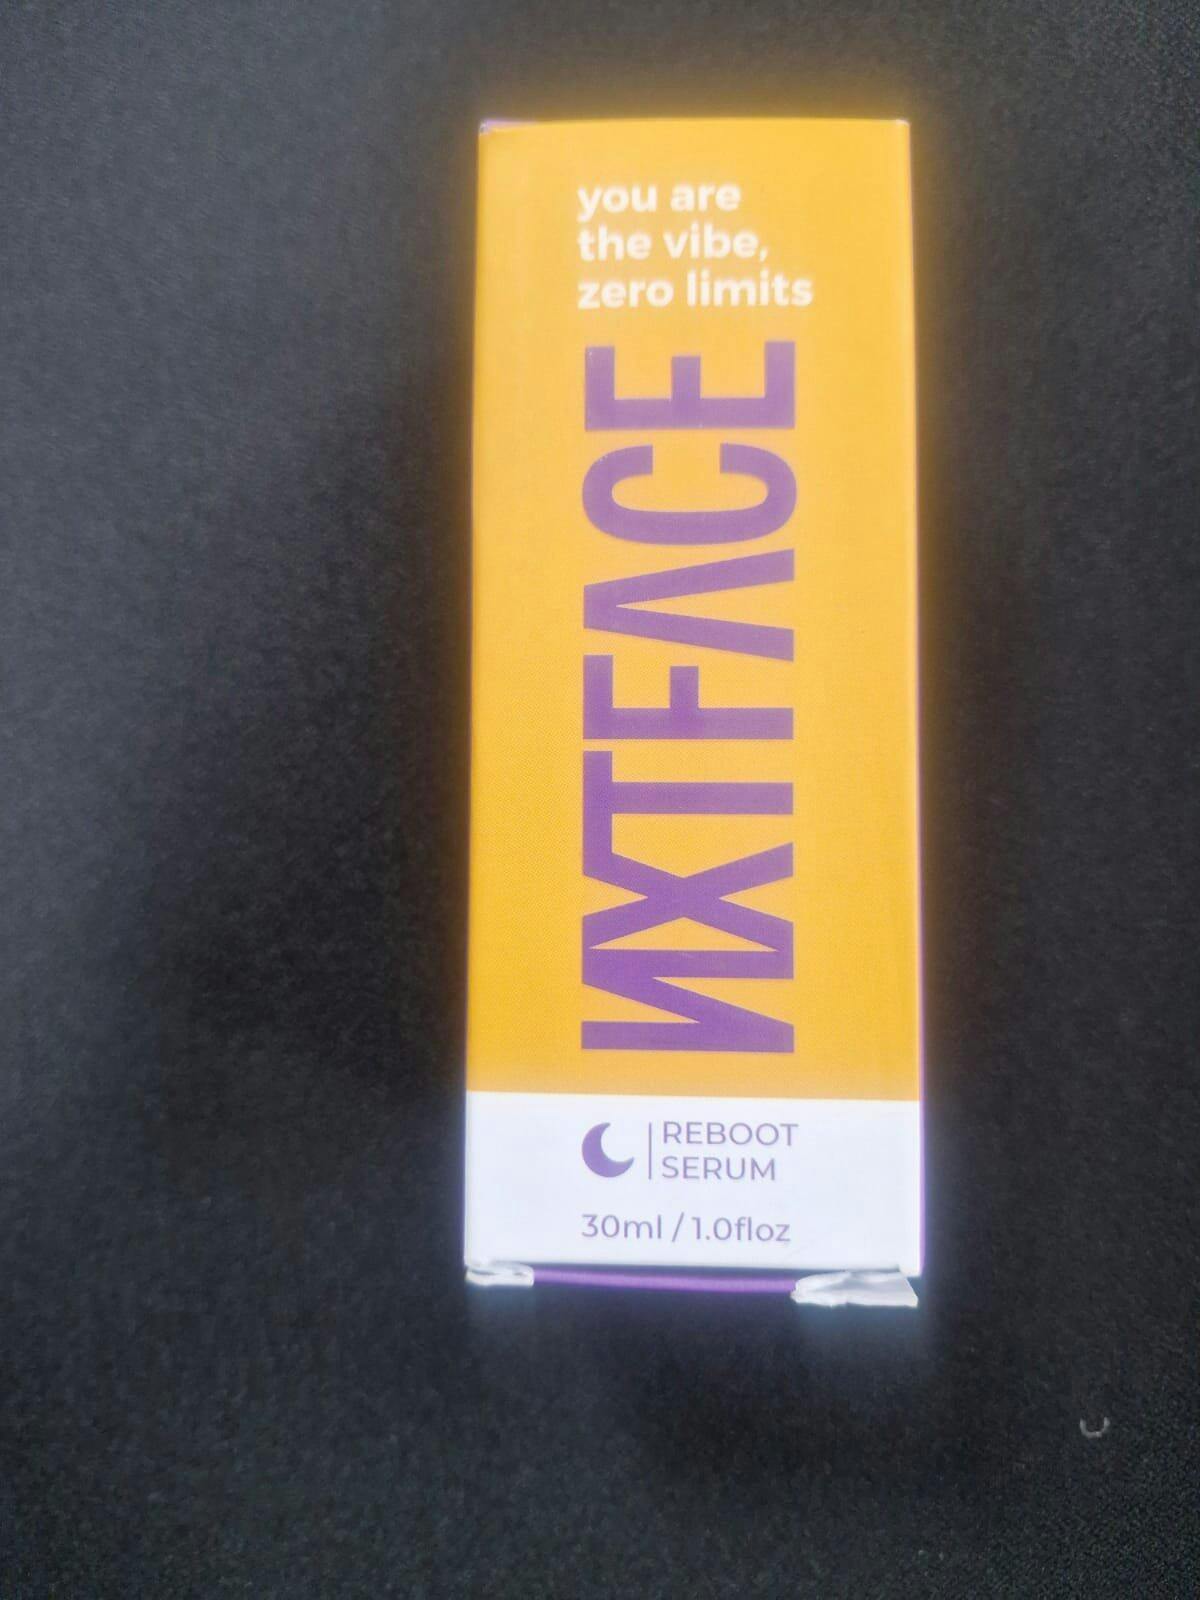 you are
the vibe,
zero limits
NXTFACE
REBOOT
SERUM
30ml / 1.0floz